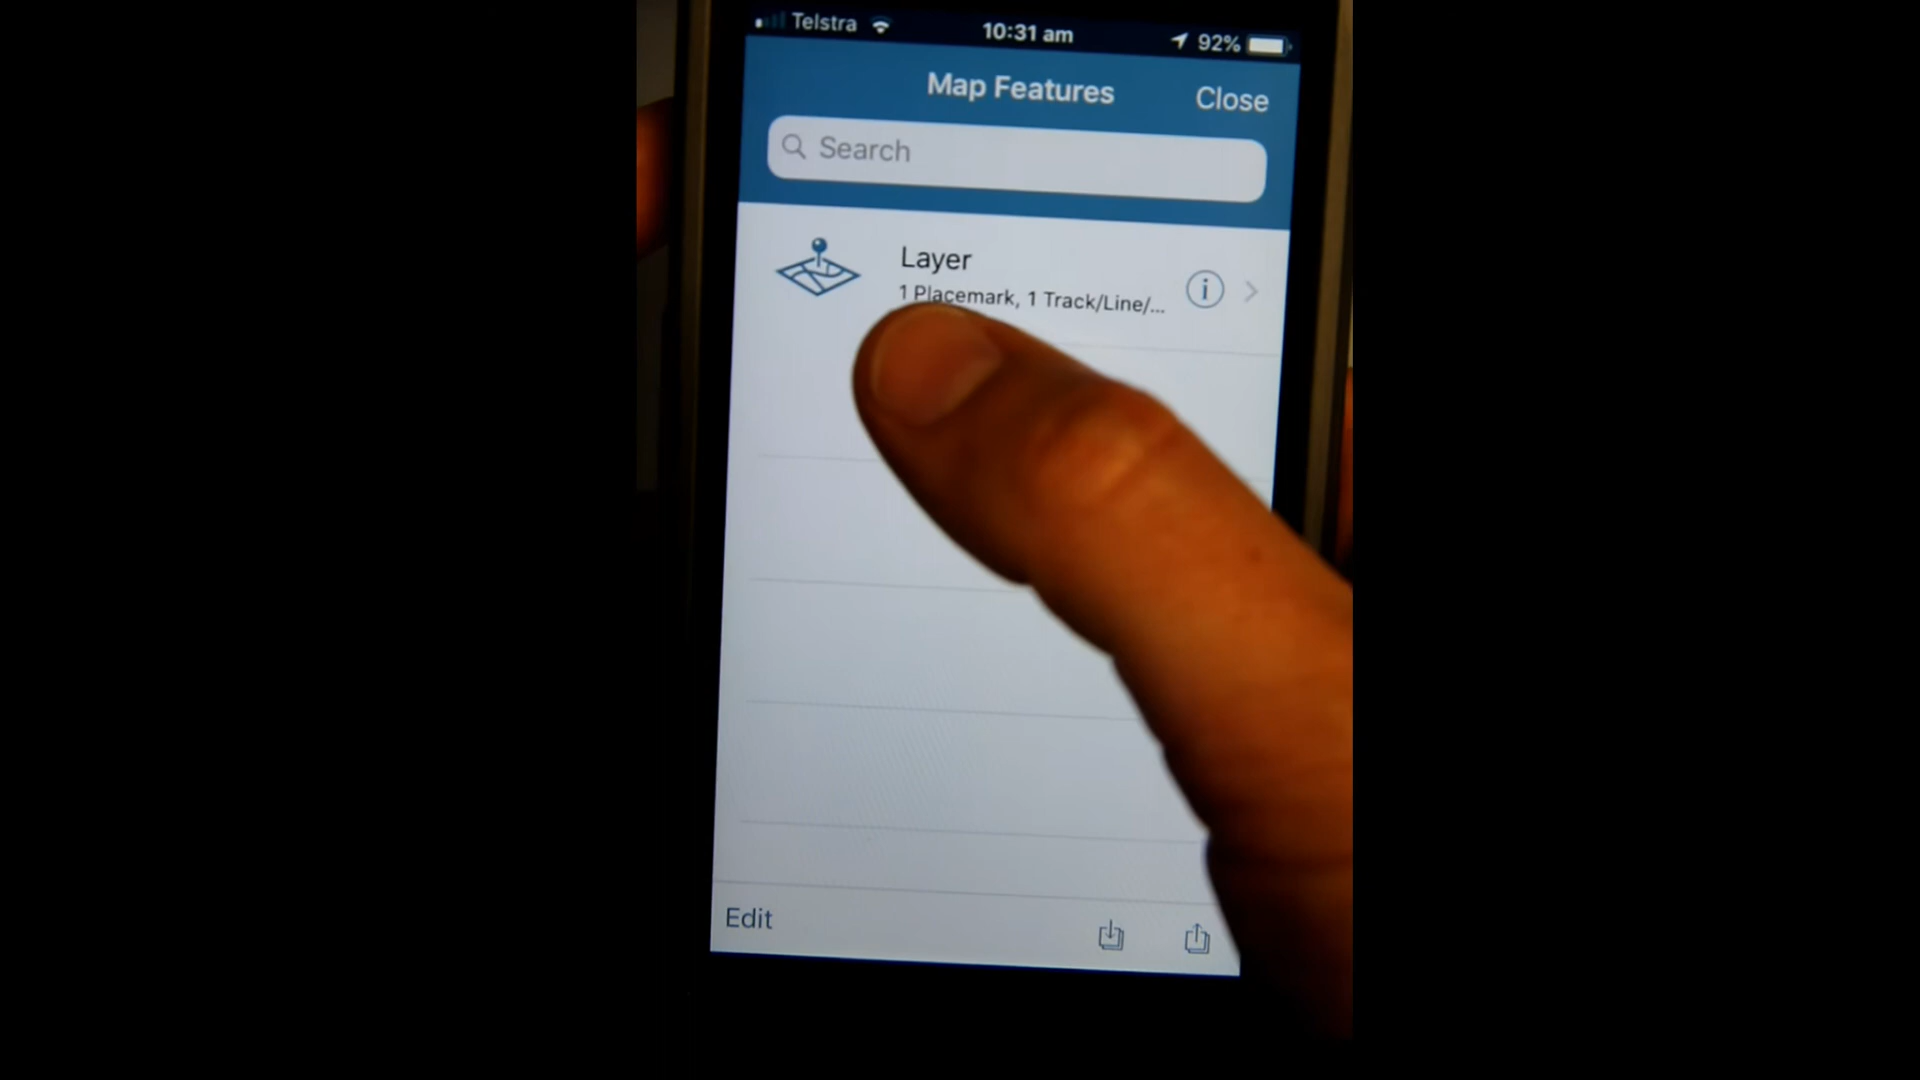 Telstra 10:31 am 92%
Map Features Close
Search
Layer
1 Placemark, 1 Track/Line/...
Edit